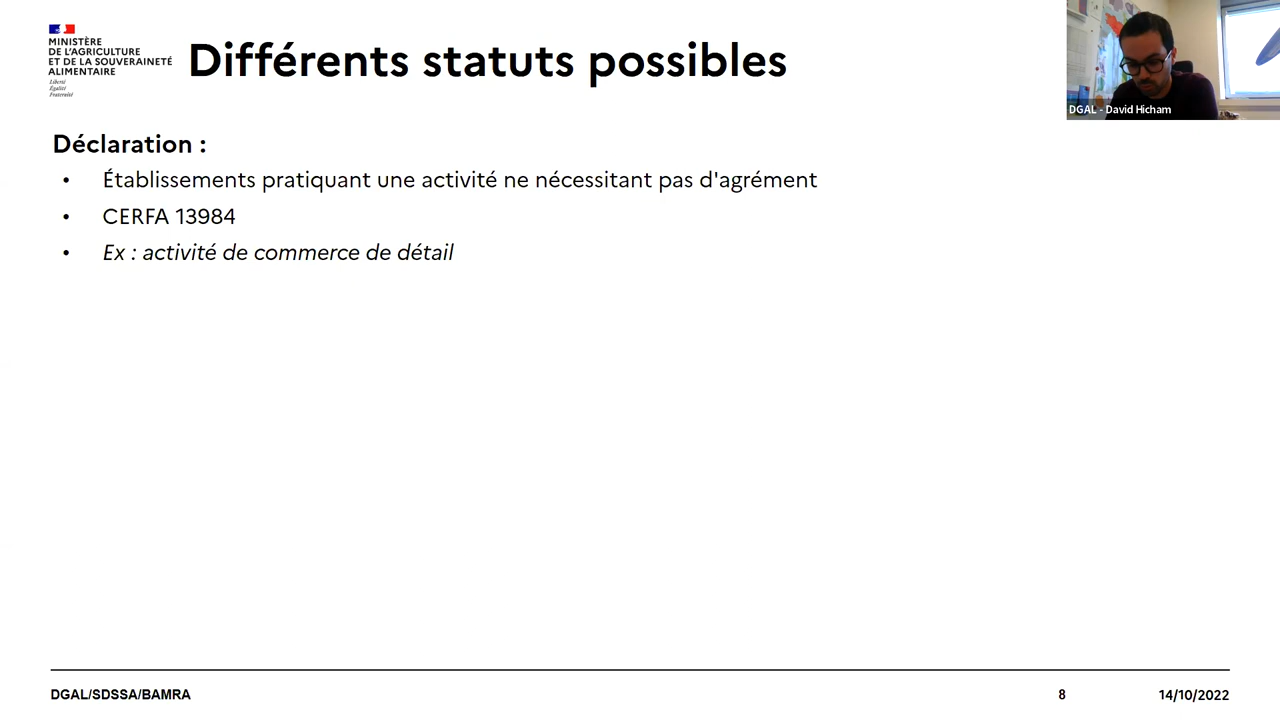 MINISTÈRE
DE L'AGRICULTURE
ET DE LA SOUVERAINETÉ
ALIMENTAIRE
Liberté
Égalité
Fraternité
Différents statuts possibles
DGAL - David Hicham
Déclaration :
• Établissements pratiquant une activité ne nécessitant pas d'agrément
• CERFA 13984
• Ex : activité de commerce de détail
DGAL/SDSSA/BAMRA
8
14/10/2022